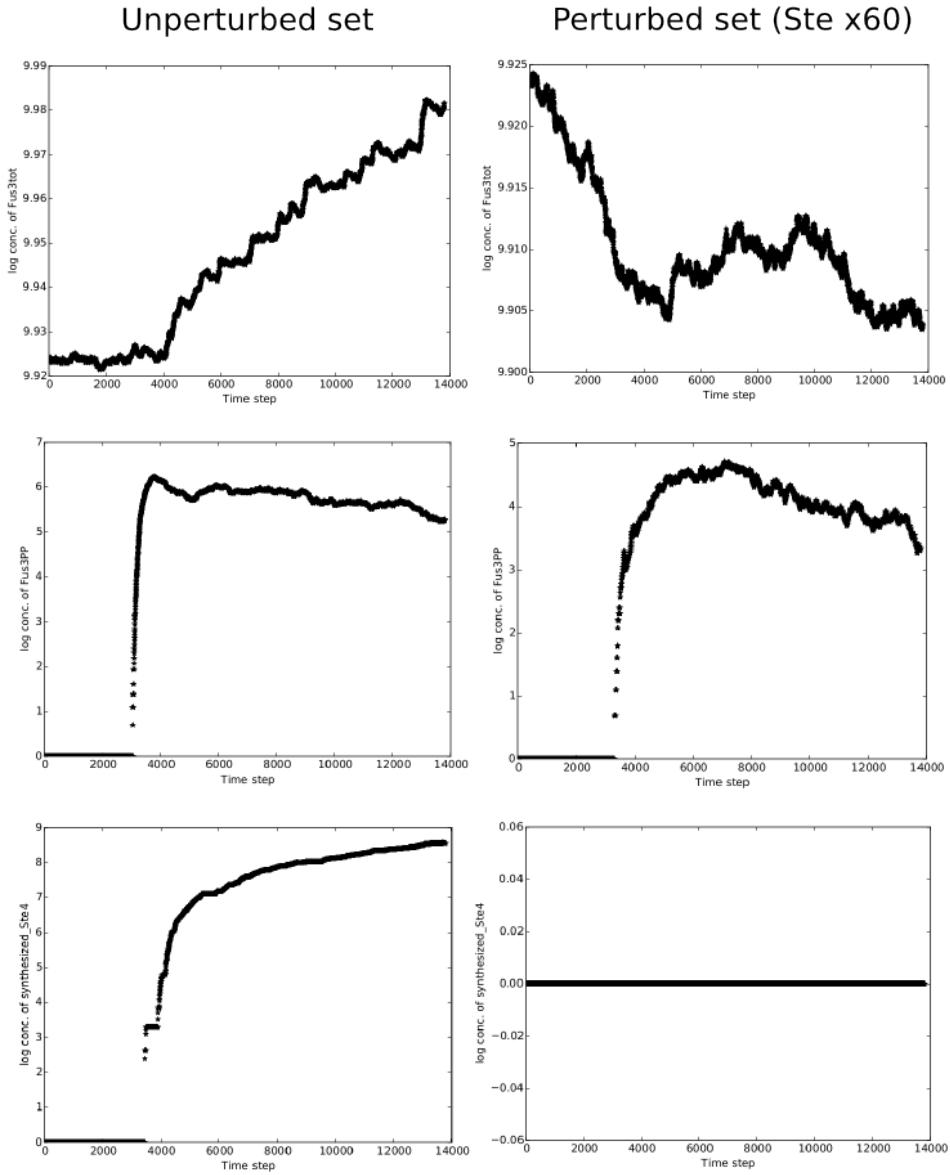 Unperturbed set
Perturbed set (Ste x60)
9.99
9.98
9.97
9.96
9.95
9.94
9.93
9.92
0 2000 4000 6000 8000 10000 12000 14000
Time step
log conc. of Fus3tot
9.925
9.920
9.915
9.910
9.905
9.900
0 2000 4000 6000 8000 10000 12000 14000
Time step
log conc. of Fus3tot
7
6
5
4
3
2
1
0
0 2000 4000 6000 8000 10000 12000 14000
Time step
log conc. of Fus3PP
5
4
3
2
1
0
0 2000 4000 6000 8000 10000 12000 14000
Time step
log conc. of Fus3PP
9
8
7
6
5
4
3
2
1
0
0 2000 4000 6000 8000 10000 12000 14000
Time step
log conc. of synthesized_Ste4
0.06
0.04
0.02
0.00
−0.02
−0.04
−0.06
0 2000 4000 6000 8000 10000 12000 14000
Time step
log conc. of synthesized_Ste4